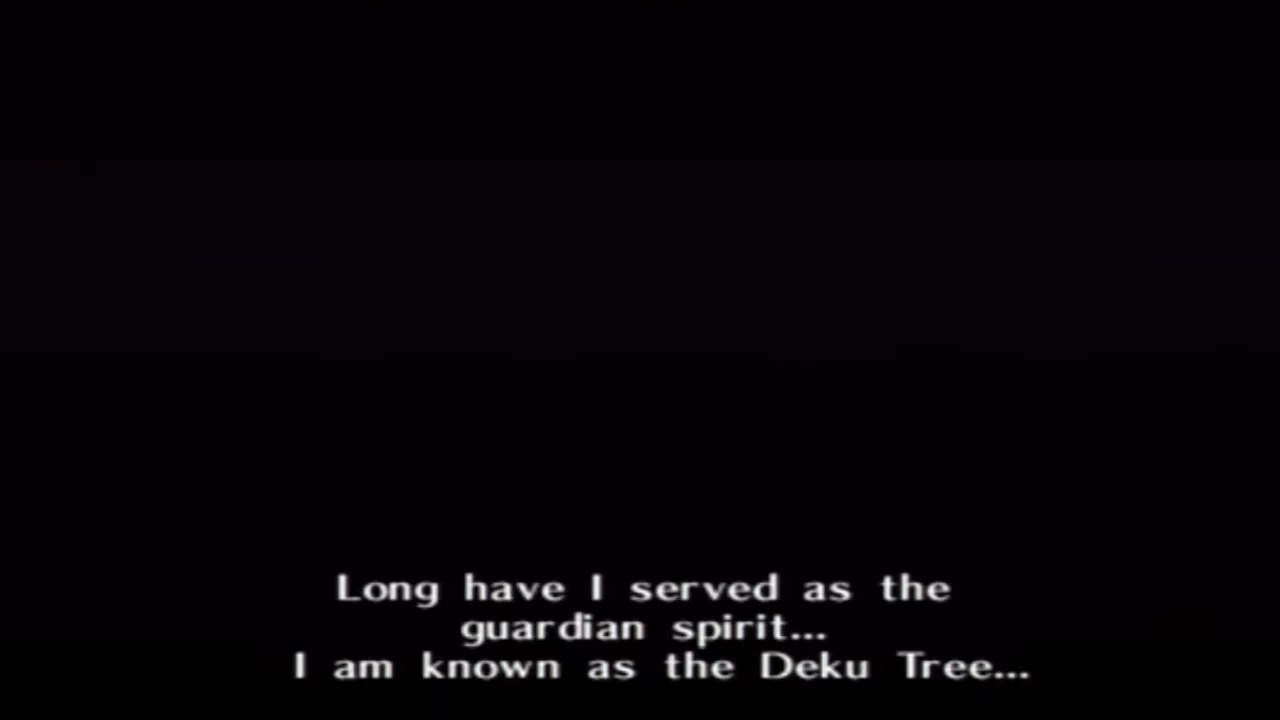 Long have I served as the
guardian spirit...
I am known as the Deku Tree...